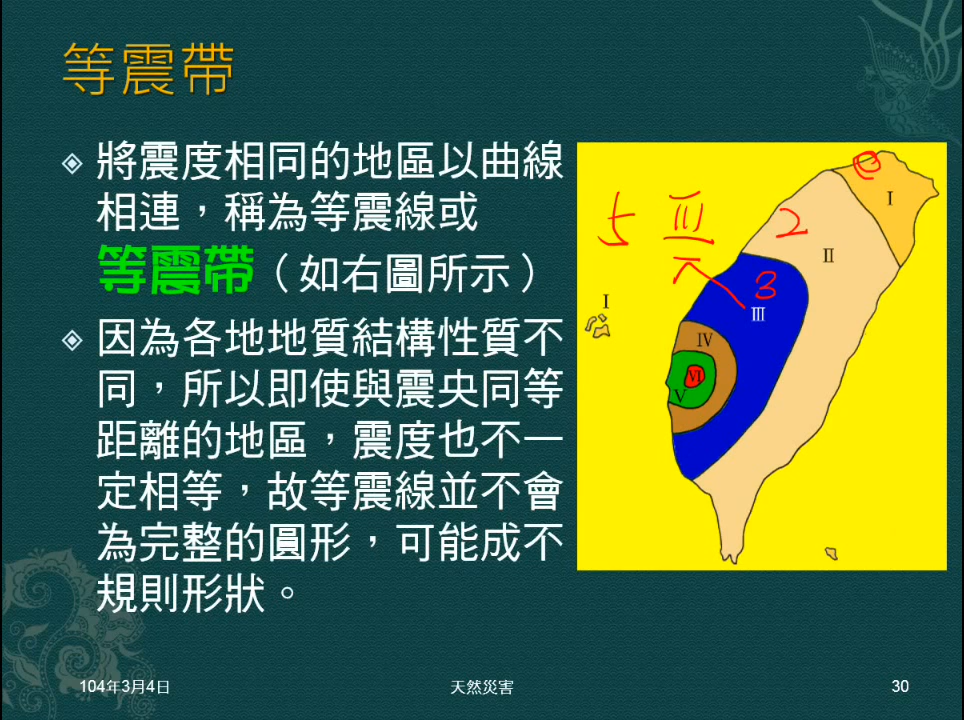 等震帶
將震度相同的地區以曲線
相連，稱為等震線或
等震帶（如右圖所示）
因為各地地質結構性質不
同，所以即使與震央同等
距離的地區，震度也不一
定相等，故等震線並不會
為完整的圓形，可能成不
規則形狀。
I
2
II
3
III
I
IV
VI
V
104年3月4日
天然災害
30